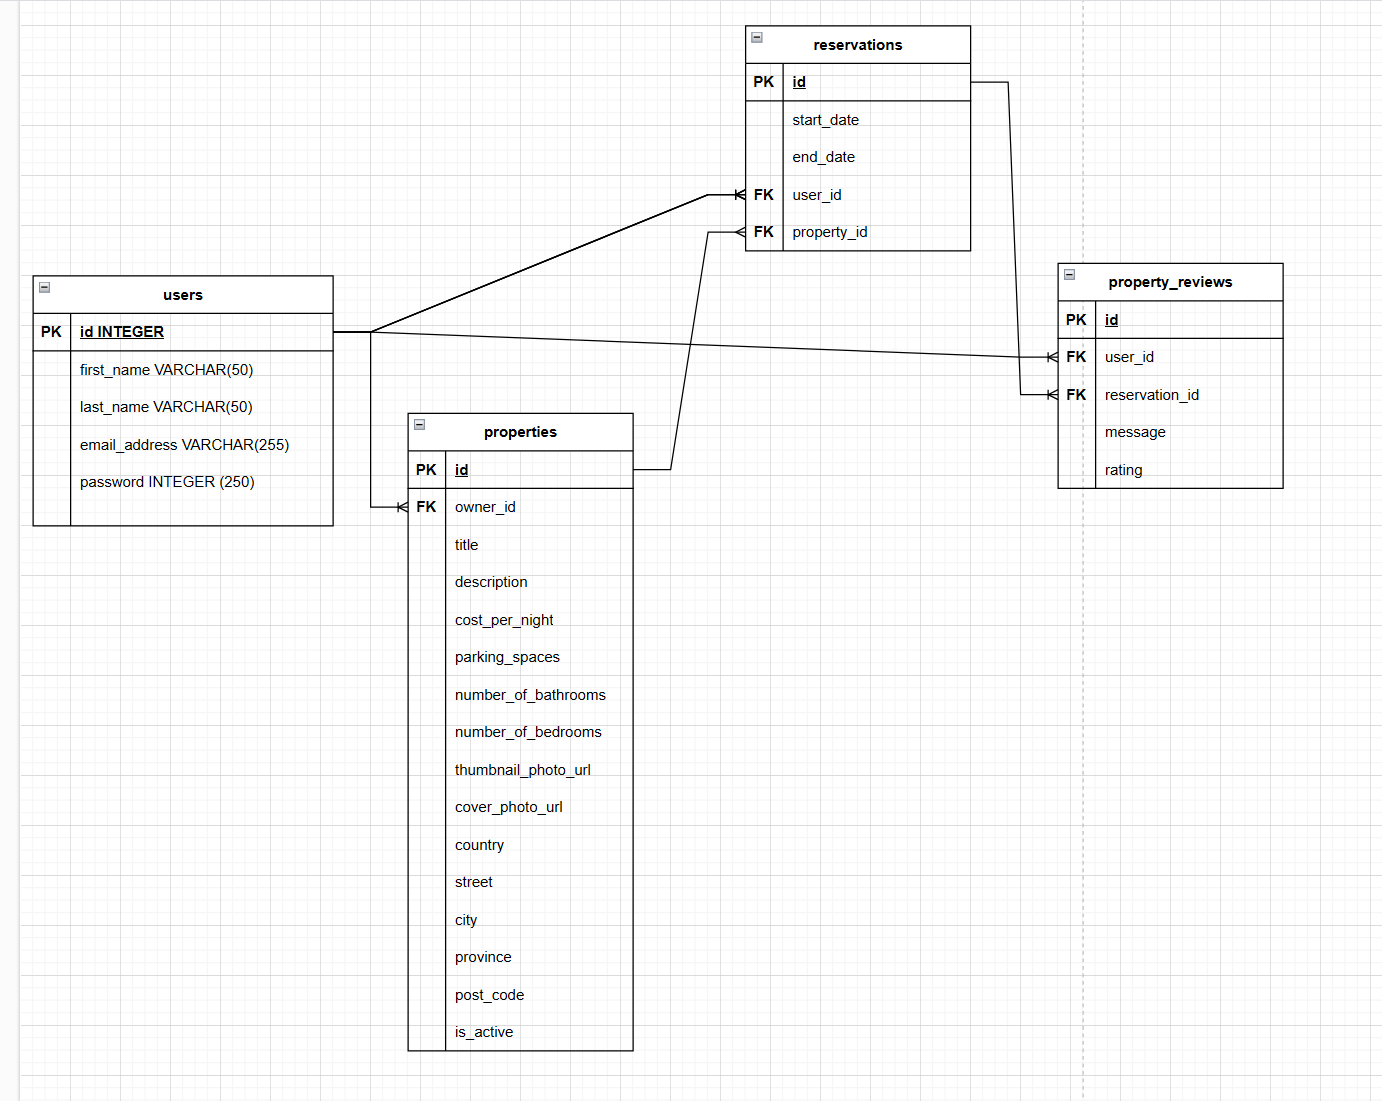 reservations
PK id
start_date
end_date
FK user_id
FK property_id
users
PK id INTEGER
first_name VARCHAR(50)
last_name VARCHAR(50)
email_address VARCHAR(255)
password INTEGER (250)
property_reviews
PK id
FK user_id
FK reservation_id
message
rating
properties
PK id
FK owner_id
title
description
cost_per_night
parking_spaces
number_of_bathrooms
number_of_bedrooms
thumbnail_photo_url
cover_photo_url
country
street
city
province
post_code
is_active